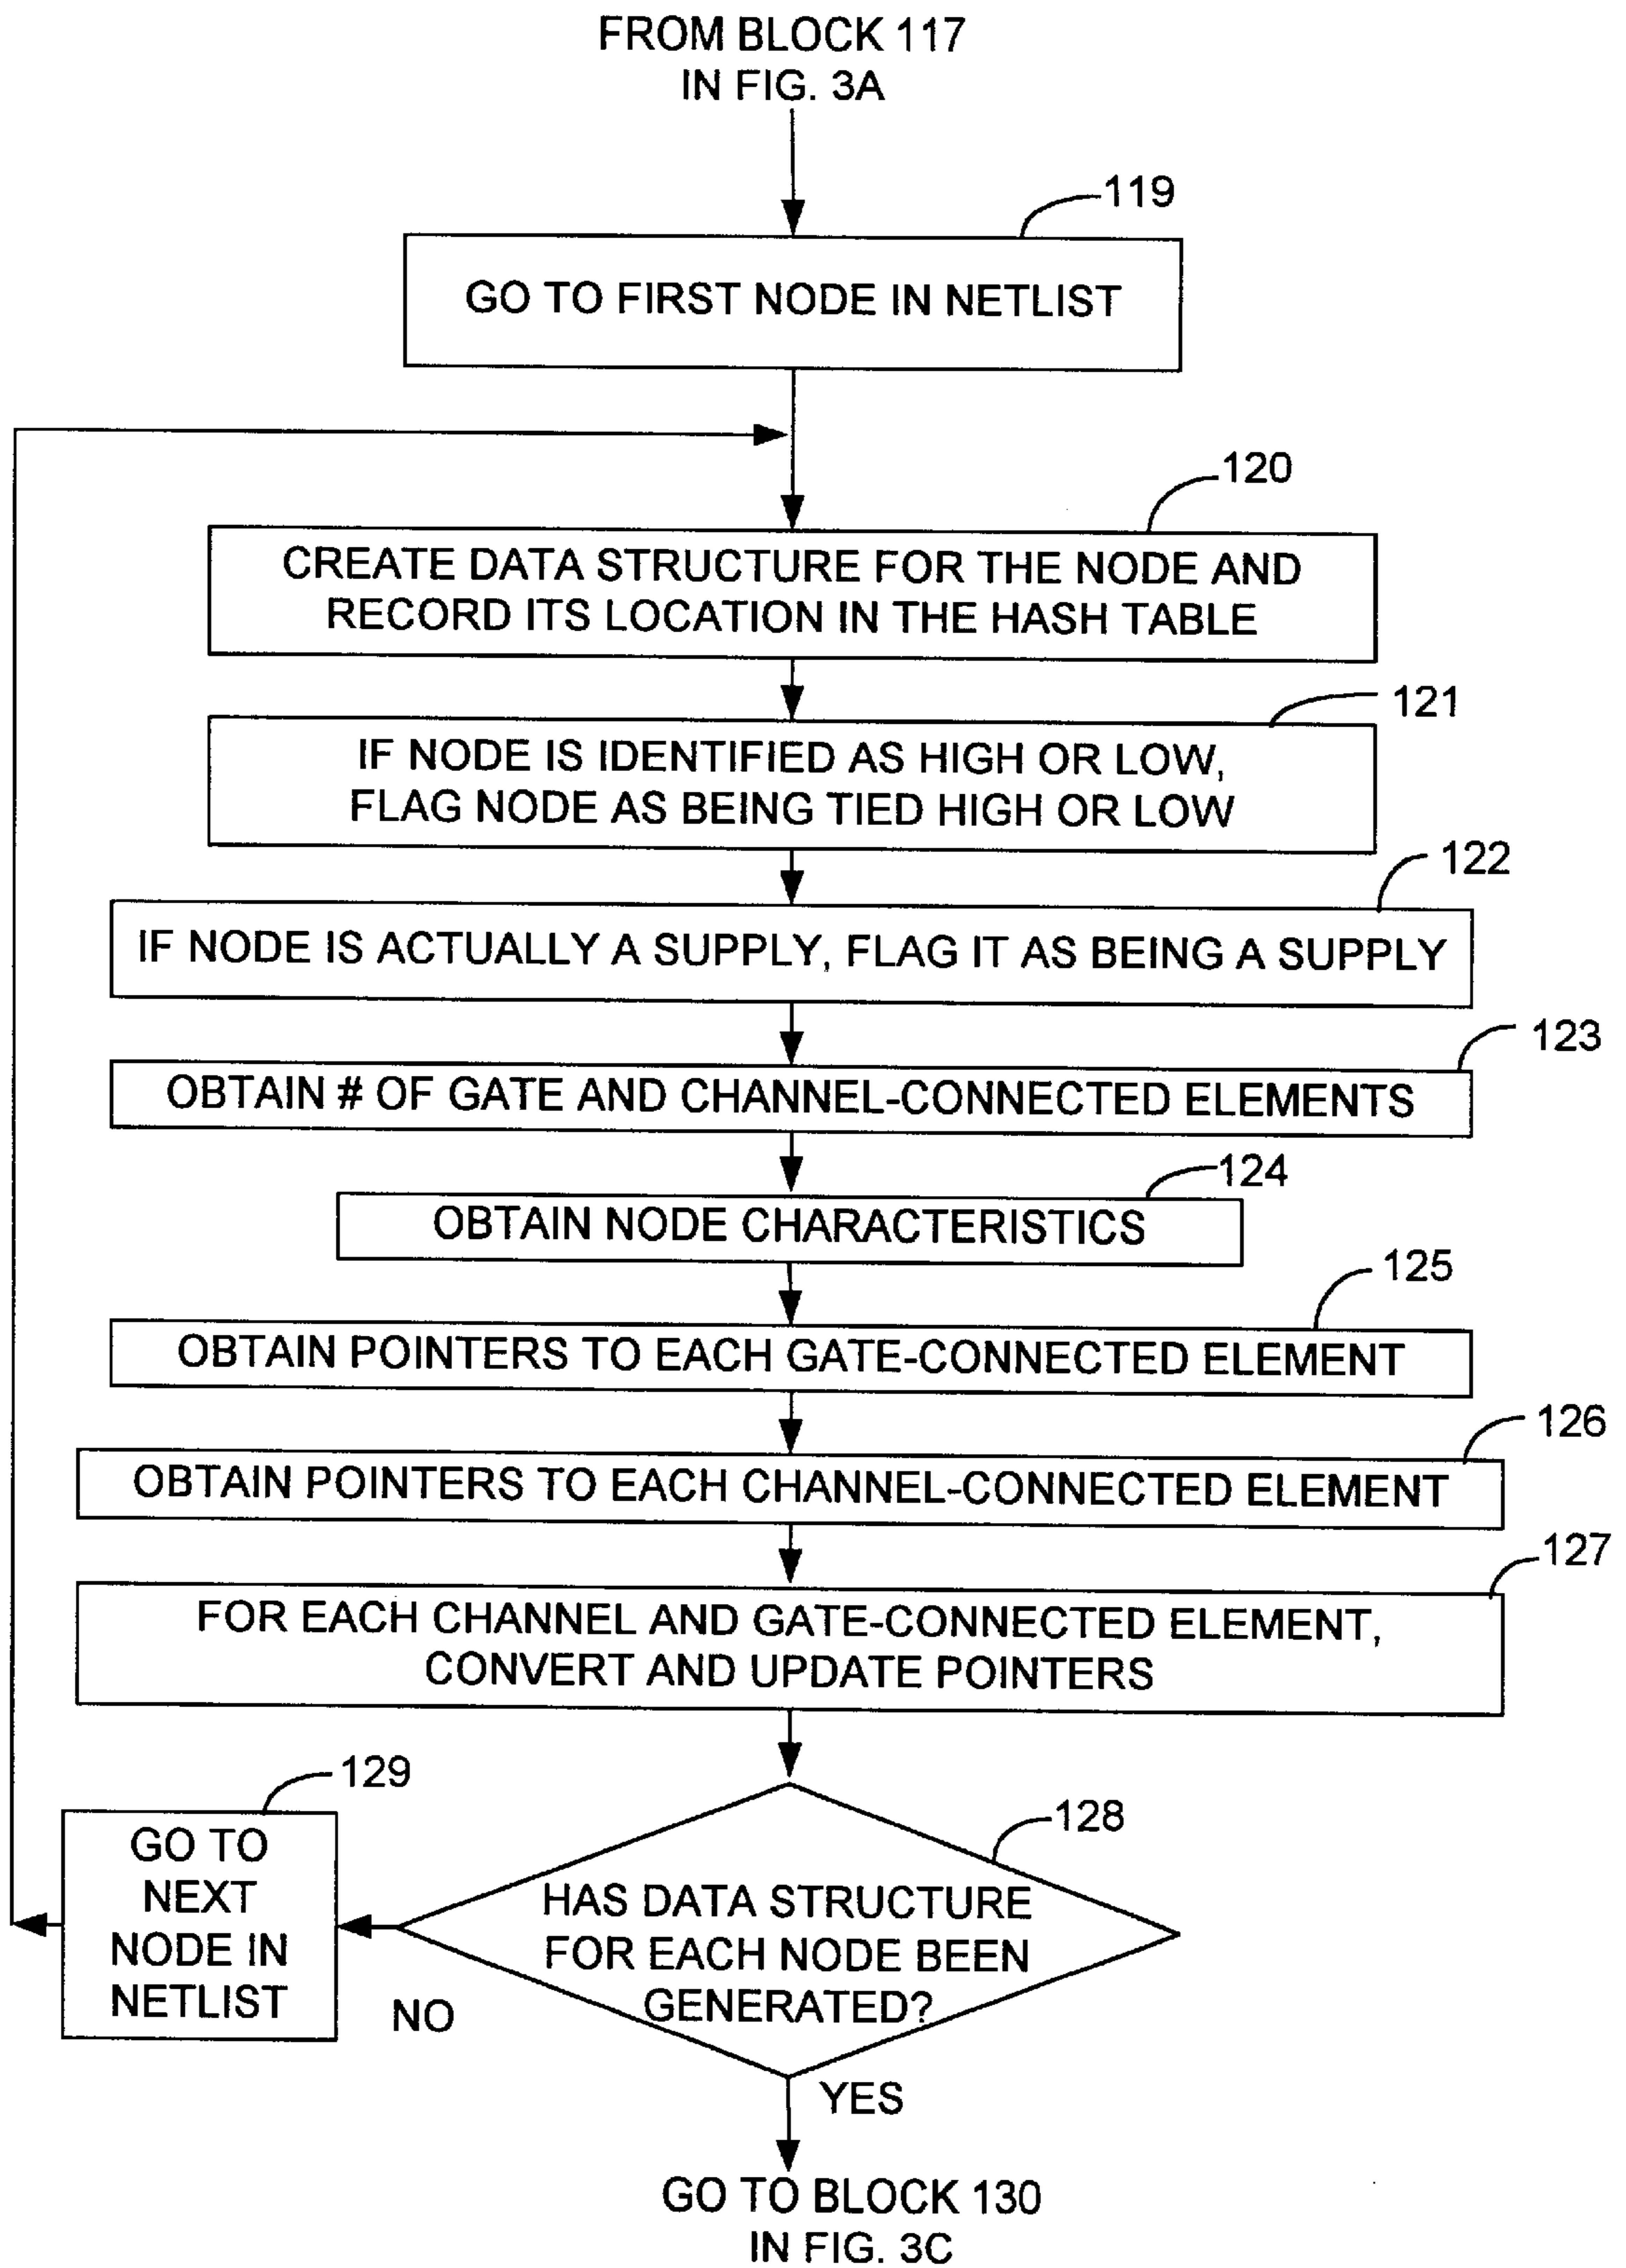 FROM BLOCK 117
IN FIG. 3A
119
GO TO FIRST NODE IN NETLIST
120
CREATE DATA STRUCTURE FOR THE NODE AND
RECORD ITS LOCATION IN THE HASH TABLE
121
IF NODE IS IDENTIFIED AS HIGH OR LOW,
FLAG NODE AS BEING TIED HIGH OR LOW
122
IF NODE IS ACTUALLY A SUPPLY, FLAG IT AS BEING A SUPPLY
123
OBTAIN # OF GATE AND CHANNEL-CONNECTED ELEMENTS
124
OBTAIN NODE CHARACTERISTICS
125
OBTAIN POINTERS TO EACH GATE-CONNECTED ELEMENT
126
OBTAIN POINTERS TO EACH CHANNEL-CONNECTED ELEMENT
127
FOR EACH CHANNEL AND GATE-CONNECTED ELEMENT,
CONVERT AND UPDATE POINTERS
129
GO TO
NEXT
NODE IN
NETLIST
128
HAS DATA STRUCTURE
FOR EACH NODE BEEN
GENERATED?
NO
YES
GO TO BLOCK 130
IN FIG. 3C